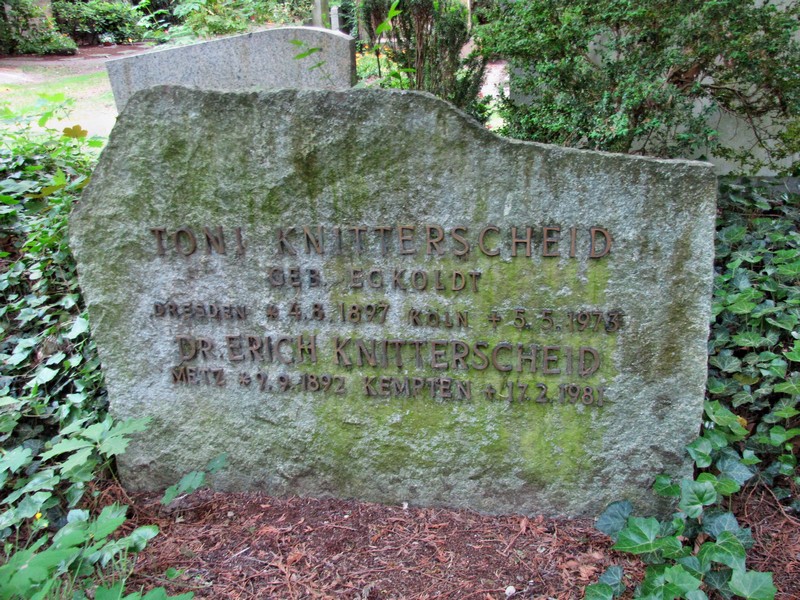 TONI KNITTERSCHEID
GEB. ECKOLDT
DRESDEN * 4.8.1897 KÖLN + 5.5.1973
DR. ERICH KNITTERSCHEID
METZ * 7.9.1892 KEMPTEN + 17.2.1981